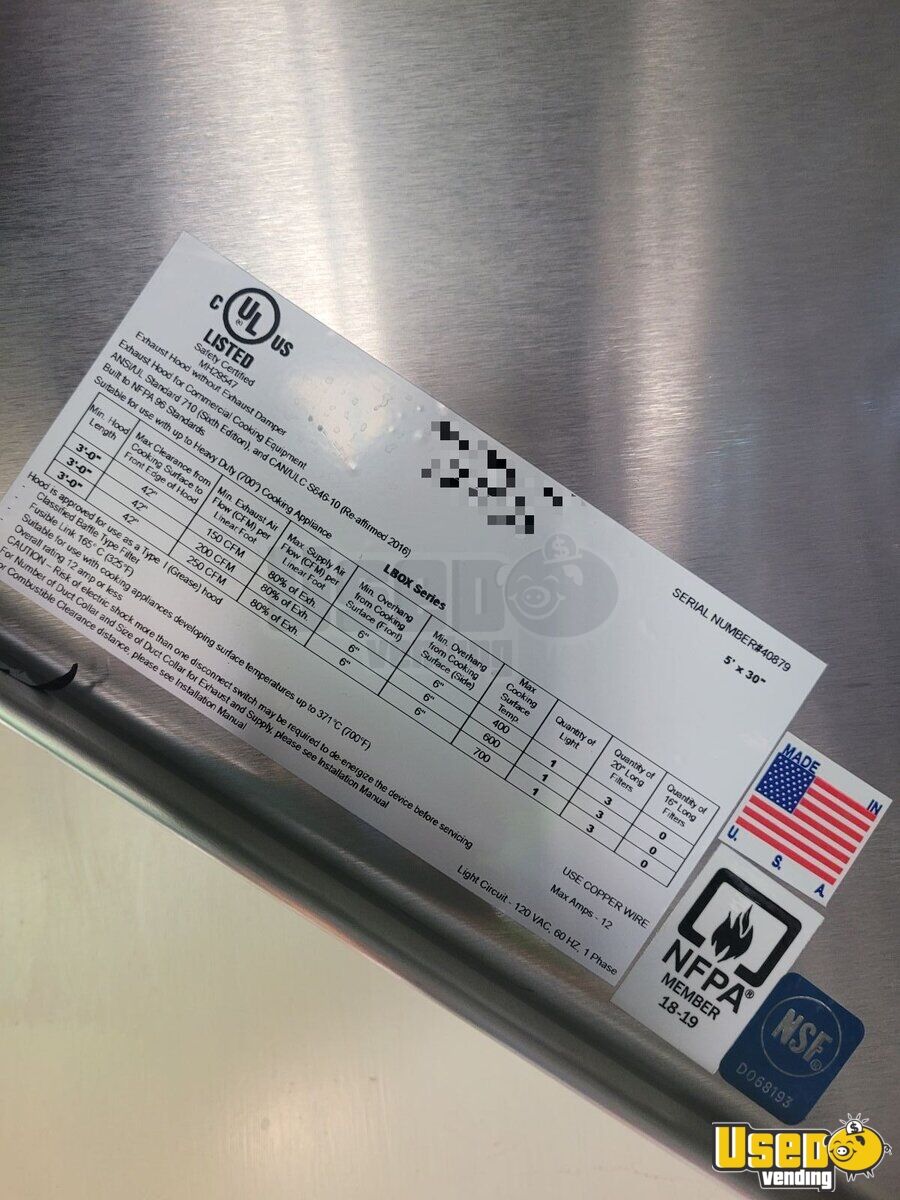 C UL US
®
LISTED
Safety Certified
MH29547
Exhaust Hood without Exhaust Damper
Exhaust Hood for Commercial Cooking Equipment
ANSI/UL Standard 710 (Sixth Edition), and CAN/ULC S646-10 (Re-affirmed 2016)
Built to NFPA 96 Standards
Suitable for use with up to Heavy Duty (700°) Cooking Appliance
LBOX Series
SERIAL NUMBER#40879
5' x 30"
Min. Hood Length
Max Clearance from Cooking Surface to Front Edge of Hood
Min. Exhaust Air Flow (CFM) per Linear Foot
Max. Supply Air Flow (CFM) per Linear Foot
Min. Overhang from Cooking Surface (Front)
Min. Overhang from Cooking Surface (Side)
Max Cooking Surface Temp
Quantity of Light
Quantity of 20" Long Filters
Quantity of 16" Long Filters
3'-0" 42" 150 CFM 80% of Exh. 6" 6" 400 1 3 0
3'-0" 42" 200 CFM 80% of Exh. 6" 6" 600 1 3 0
3'-0" 42" 250 CFM 80% of Exh. 6" 6" 700 1 3 0
Hood is approved for use as a Type I (Grease) hood
Classified Baffle Type Filter
Fusible Link 165° C (325°F)
Suitable for use with cooking appliances developing surface temperatures up to 371°C (700°F)
Overall rating 12 amp or less
CAUTION - Risk of electric shock more than one disconnect switch may be required to de-energize the device before servicing
For Number of Duct Collar and Size of Duct Collar for Exhaust and Supply, please see Installation Manual
or Combustible Clearance distance, please see Installation Manual
USE COPPER WIRE
Max Amps - 12
Light Circuit - 120 VAC, 60 HZ, 1 Phase
MADE IN
U. S. A.
NFPA®
MEMBER
18-19
NSF®
D068193
USED
vending
USED
vending